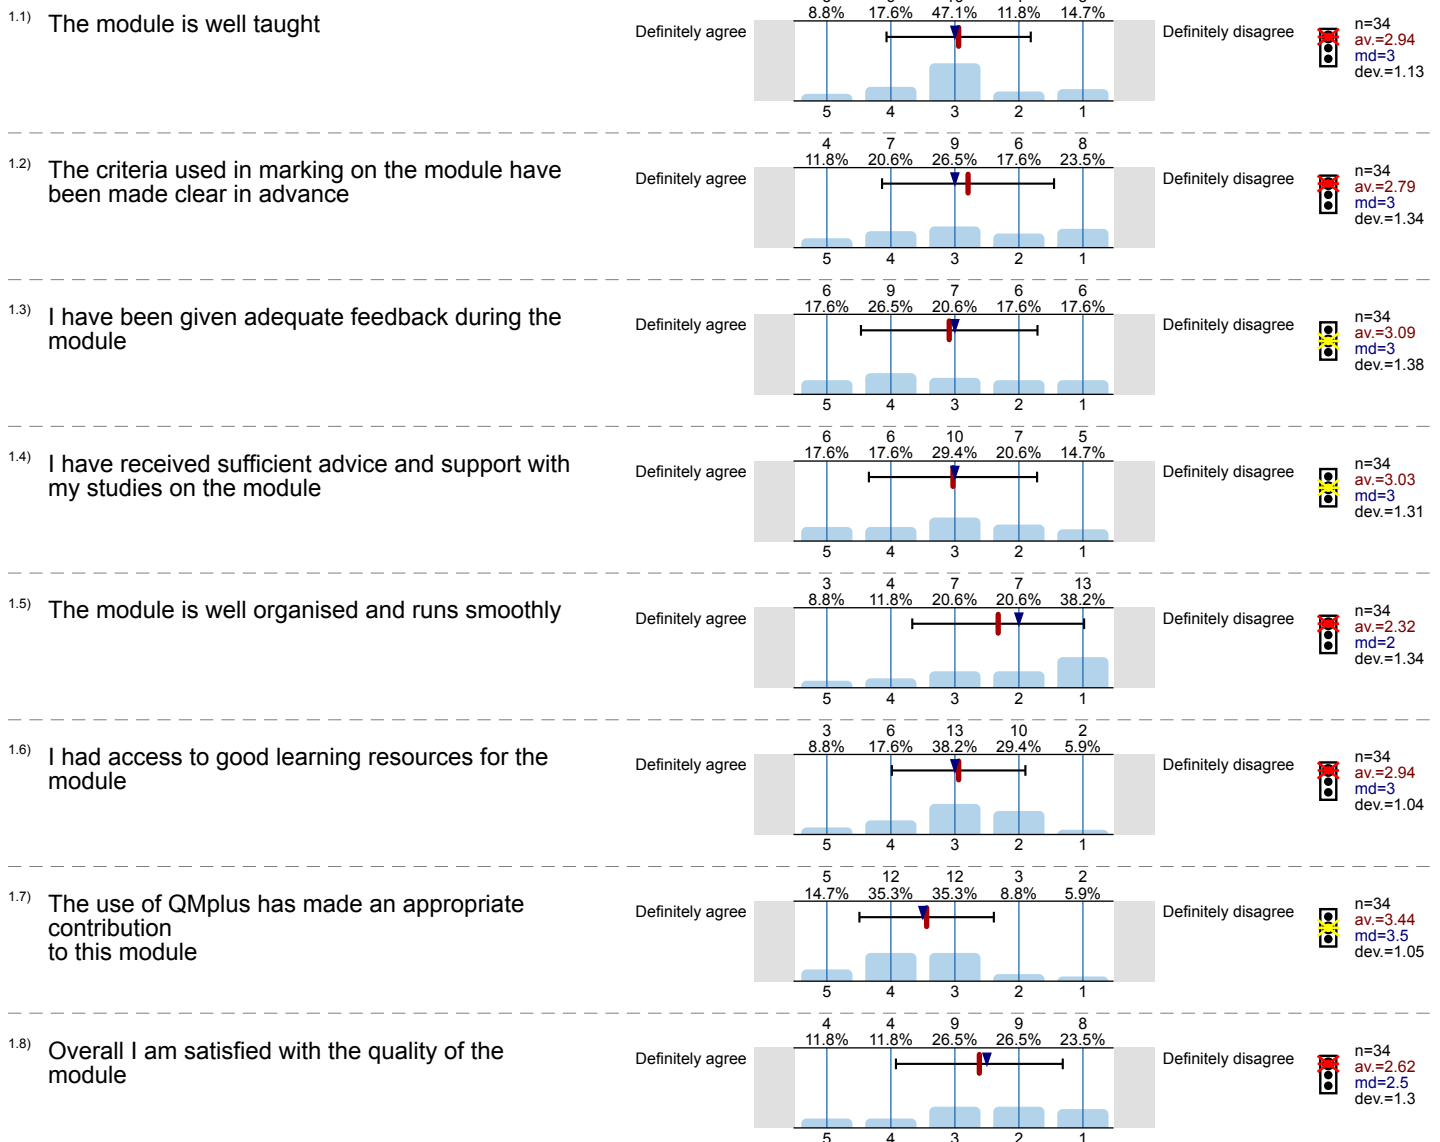 8.8% 17.6% 47.1% 11.8% 14.7%
1.1) The module is well taught
Definitely agree
Definitely disagree
n=34
av.=2.94
md=3
dev.=1.13
5 4 3 2 1
4 7 9 6 8
11.8% 20.6% 26.5% 17.6% 23.5%
1.2) The criteria used in marking on the module have
been made clear in advance
Definitely agree
Definitely disagree
n=34
av.=2.79
md=3
dev.=1.34
5 4 3 2 1
6 9 7 6 6
17.6% 26.5% 20.6% 17.6% 17.6%
1.3) I have been given adequate feedback during the
module
Definitely agree
Definitely disagree
n=34
av.=3.09
md=3
dev.=1.38
5 4 3 2 1
6 6 10 7 5
17.6% 17.6% 29.4% 20.6% 14.7%
1.4) I have received sufficient advice and support with
my studies on the module
Definitely agree
Definitely disagree
n=34
av.=3.03
md=3
dev.=1.31
5 4 3 2 1
3 4 7 7 13
8.8% 11.8% 20.6% 20.6% 38.2%
1.5) The module is well organised and runs smoothly
Definitely agree
Definitely disagree
n=34
av.=2.32
md=2
dev.=1.34
5 4 3 2 1
3 6 13 10 2
8.8% 17.6% 38.2% 29.4% 5.9%
1.6) I had access to good learning resources for the
module
Definitely agree
Definitely disagree
n=34
av.=2.94
md=3
dev.=1.04
5 4 3 2 1
5 12 12 3 2
14.7% 35.3% 35.3% 8.8% 5.9%
1.7) The use of QMplus has made an appropriate
contribution
to this module
Definitely agree
Definitely disagree
n=34
av.=3.44
md=3.5
dev.=1.05
5 4 3 2 1
4 4 9 9 8
11.8% 11.8% 26.5% 26.5% 23.5%
1.8) Overall I am satisfied with the quality of the
module
Definitely agree
Definitely disagree
n=34
av.=2.62
md=2.5
dev.=1.3
5 4 3 2 1